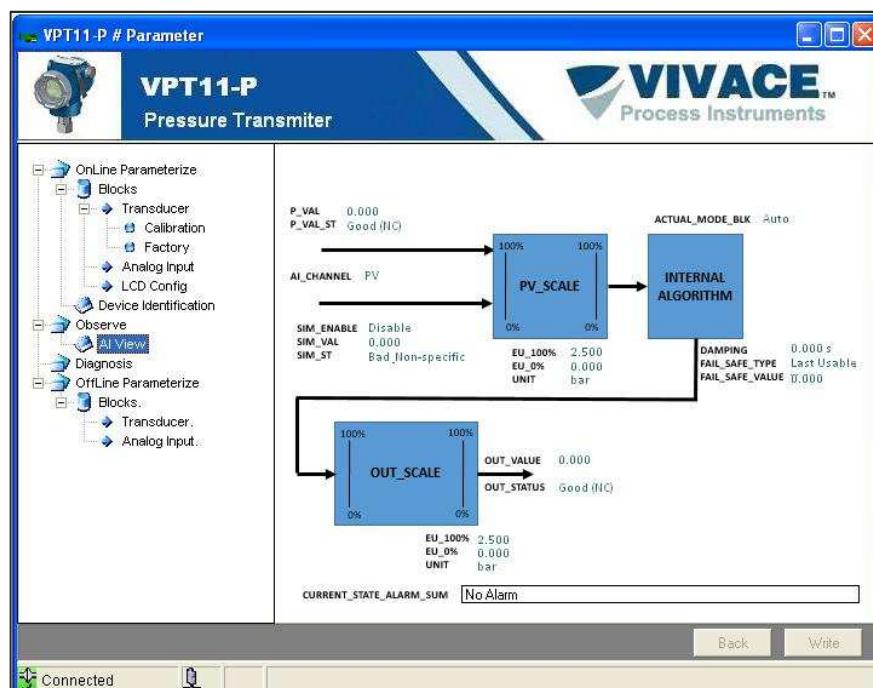 VPT11-P # Parameter
VPT11-P
Pressure Transmiter
VIVACE TM
Process Instruments
OnLine Parameterize
Blocks
Transducer
Calibration
Factory
Analog Input
LCD Config
Device Identification
Observe
AI View
Diagnosis
OffLine Parameterize
Blocks.
Transducer.
Analog Input.
P_VAL 0.000
P_VAL_ST Good (NC)
AI_CHANNEL PV
SIM_ENABLE Disable
SIM_VAL 0.000
SIM_ST Bad_Non-specific
100% 100%
PV_SCALE
0% 0%
EU_100% 2.500
EU_0% 0.000
UNIT bar
ACTUAL_MODE_BLK Auto
INTERNAL
ALGORITHM
DAMPING 0.000 s
FAIL_SAFE_TYPE Last Usable
FAIL_SAFE_VALUE 0.000
100% 100%
OUT_SCALE
0% 0%
OUT_VALUE 0.000
OUT_STATUS Good (NC)
EU_100% 2.500
EU_0% 0.000
UNIT bar
CURRENT_STATE_ALARM_SUM No Alarm
Back Write
Connected